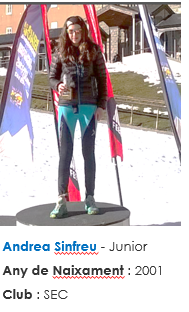 Andrea Sinfreu - Junior
Any de Naixament : 2001
Club : SEC